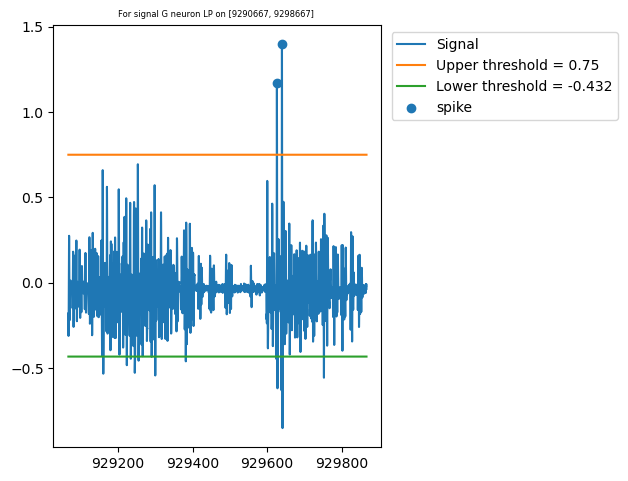 For signal G neuron LP on [9290667, 9298667]
Signal
Upper threshold = 0.75
Lower threshold = -0.432
spike
1.5
1.0
0.5
0.0
−0.5
929200 929400 929600 929800